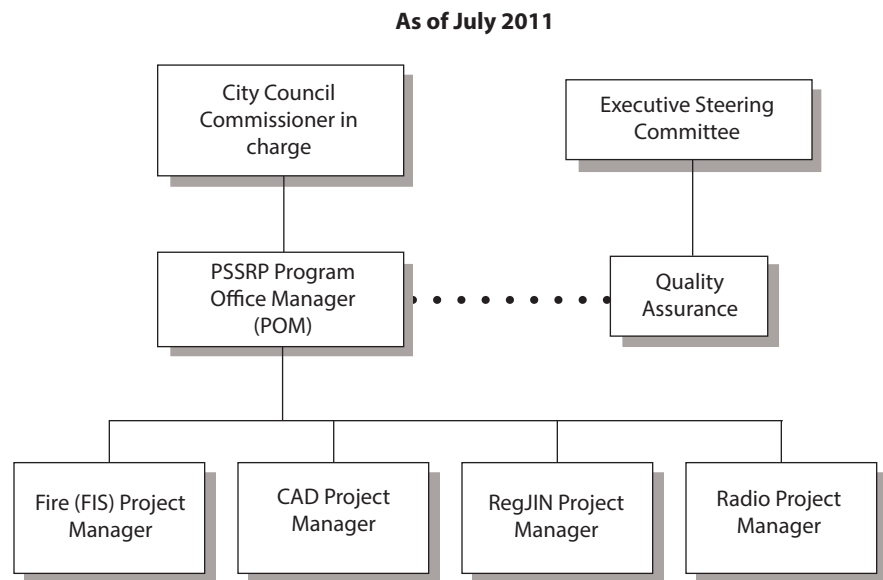 As of July 2011
City Council
Commissioner in
charge
Executive Steering
Committee
PSSRP Program
Office Manager
(POM)
Quality
Assurance
Fire (FIS) Project
Manager
CAD Project
Manager
RegJIN Project
Manager
Radio Project
Manager